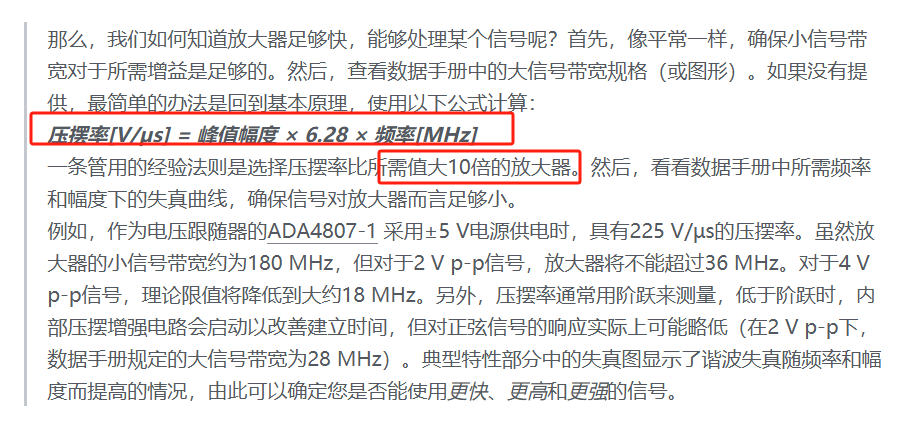 那么，我们如何知道放大器足够快，能够处理某个信号呢？首先，像平常一样，确保小信号带
宽对于所需增益是足够的。然后，查看数据手册中的大信号带宽规格（或图形）。如果没有提
供，最简单的办法是回到基本原理，使用以下公式计算：
压摆率[V/μs] = 峰值幅度 × 6.28 × 频率[MHz]
一条管用的经验法则是选择压摆率比所需值大10倍的放大器。然后，看看数据手册中所需频率
和幅度下的失真曲线，确保信号对放大器而言足够小。
例如，作为电压跟随器的ADA4807-1 采用±5 V电源供电时，具有225 V/μs的压摆率。虽然放
大器的小信号带宽约为180 MHz，但对于2 V p-p信号，放大器将不能超过36 MHz。对于4 V
p-p信号，理论限值将降低到大约18 MHz。另外，压摆率通常用阶跃来测量，低于阶跃时，内
部压摆增强电路会启动以改善建立时间，但对正弦信号的响应实际上可能略低（在2 V p-p下，
数据手册规定的大信号带宽为28 MHz）。典型特性部分中的失真图显示了谐波失真随频率和幅
度而提高的情况，由此可以确定您是否能使用更快、更高和更强的信号。